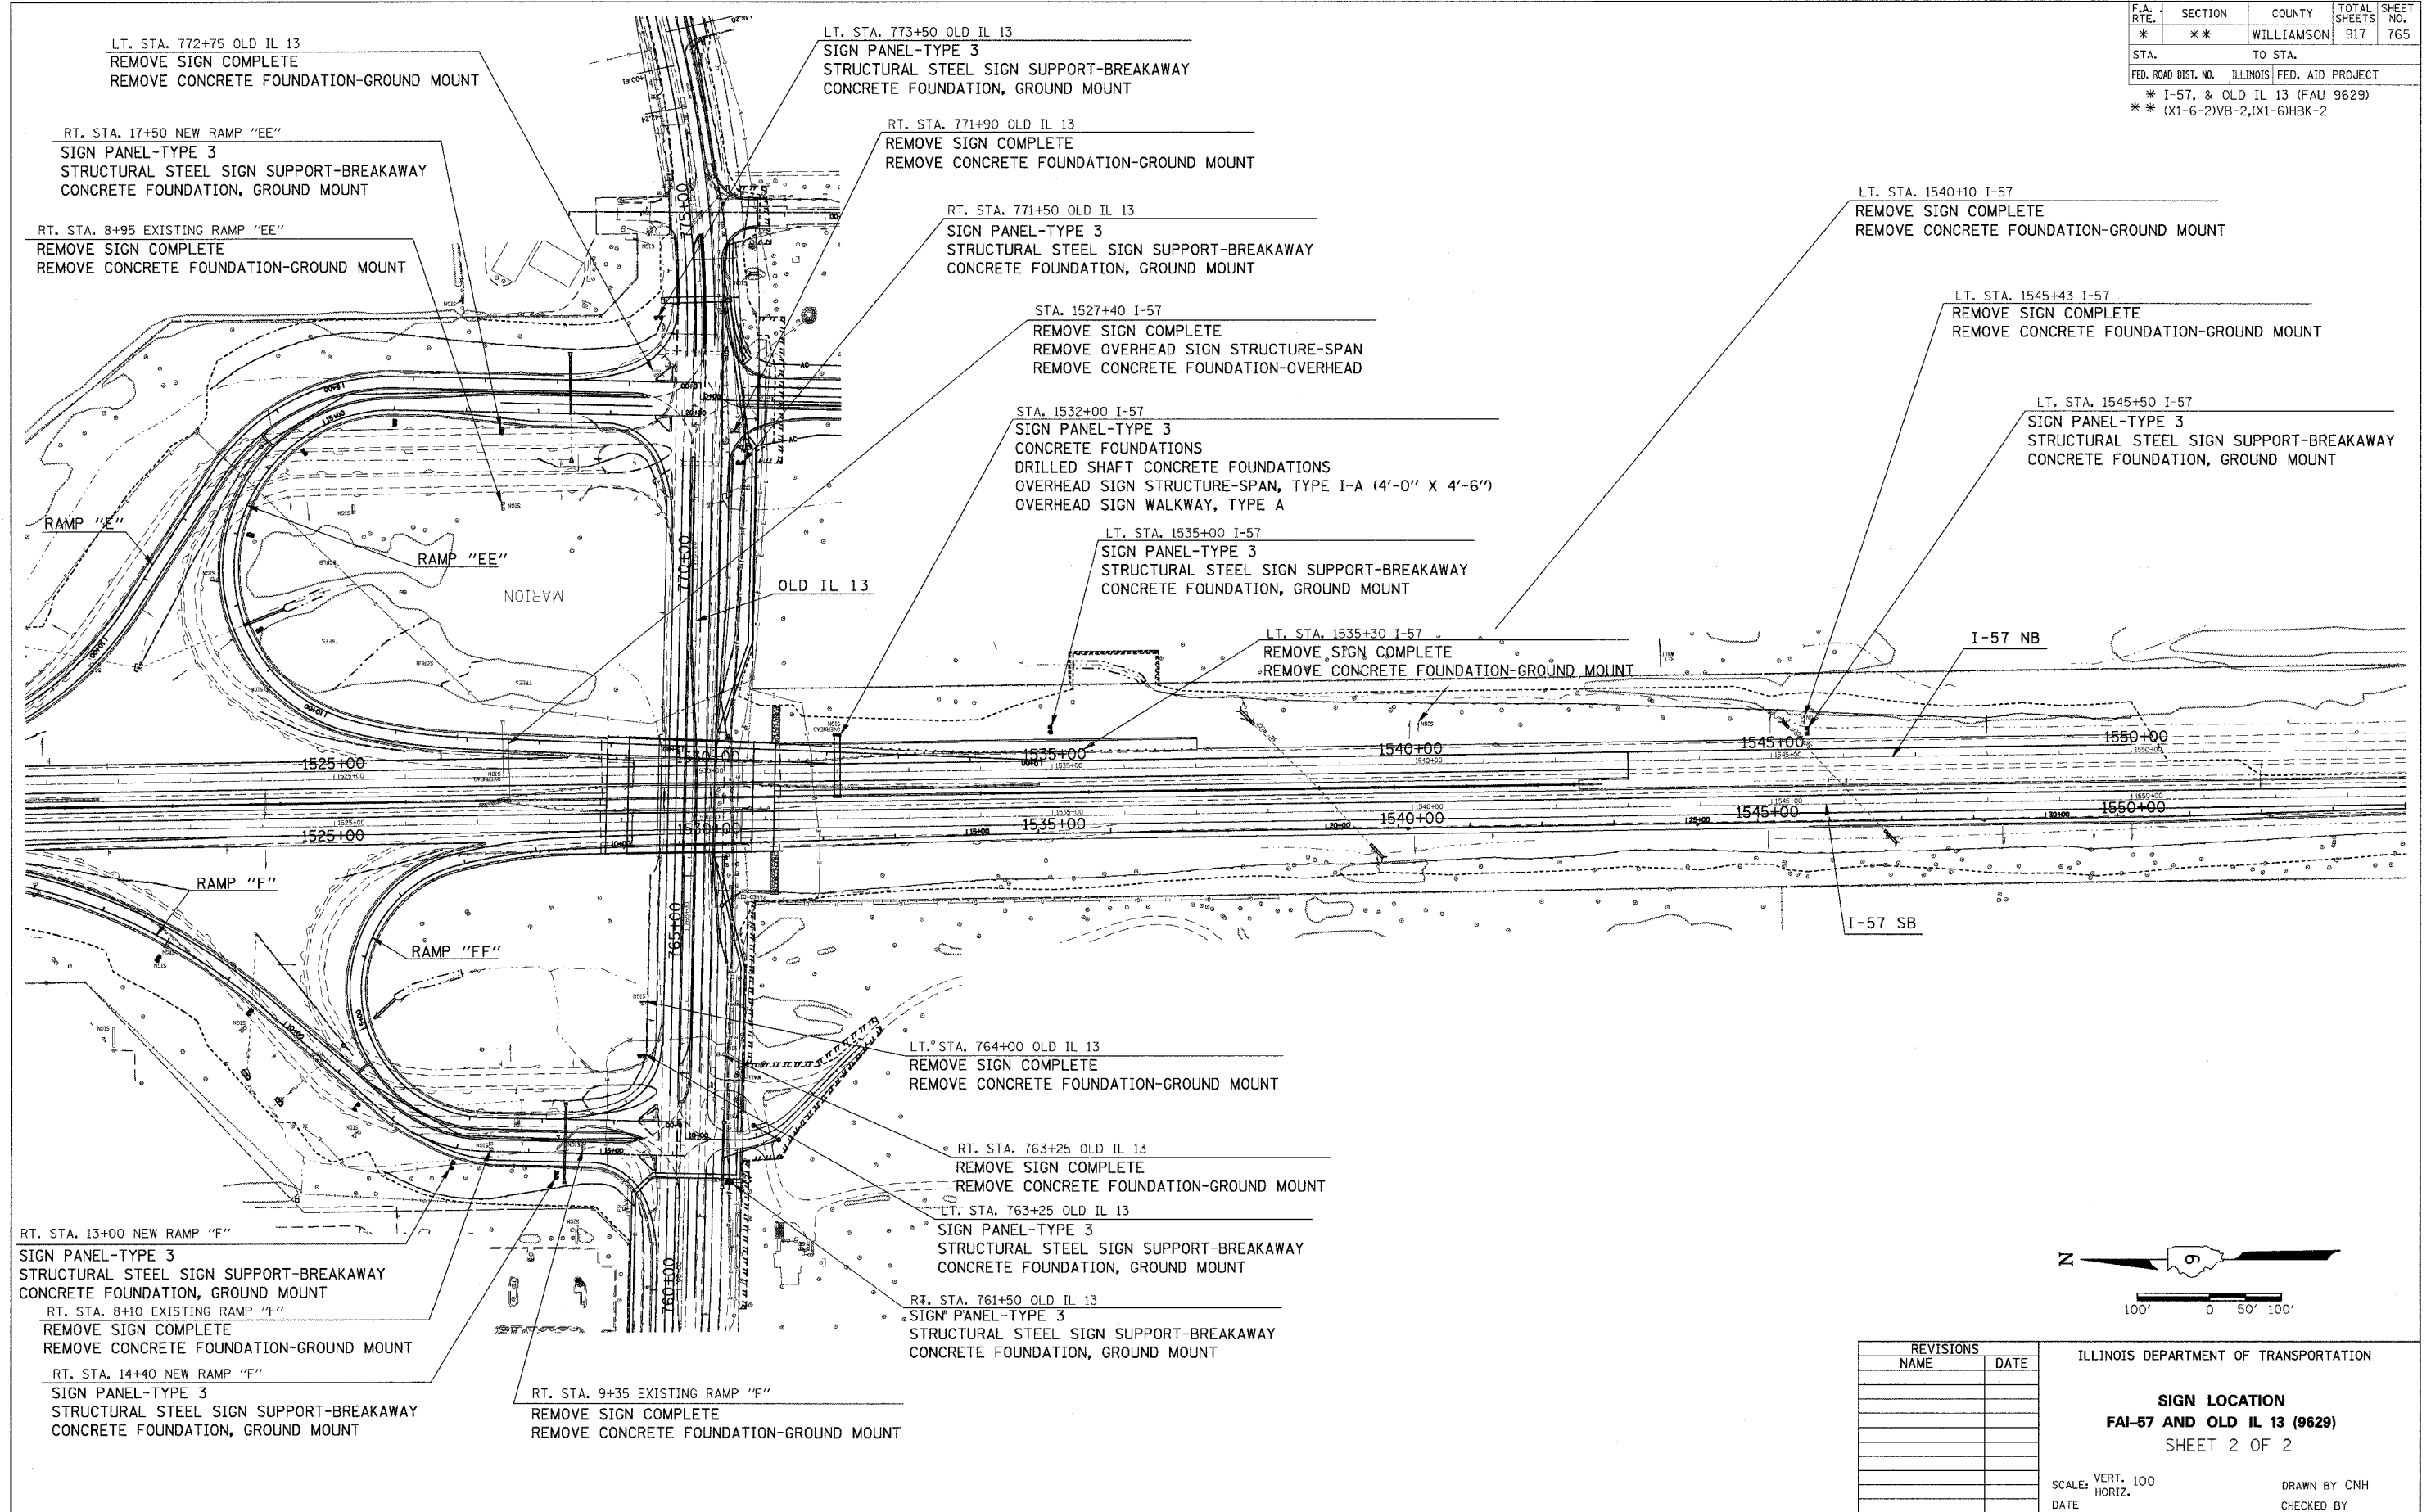 F.A. RTE. SECTION COUNTY TOTAL SHEETS SHEET NO.
* ** WILLIAMSON 917 765
STA. TO STA.
FED. ROAD DIST. NO. ILLINOIS FED. AID PROJECT
* I-57, & OLD IL 13 (FAU 9629)
** (X1-6-2)VB-2,(X1-6)HBK-2
LT. STA. 772+75 OLD IL 13
REMOVE SIGN COMPLETE
REMOVE CONCRETE FOUNDATION-GROUND MOUNT
RT. STA. 17+50 NEW RAMP "EE"
SIGN PANEL-TYPE 3
STRUCTURAL STEEL SIGN SUPPORT-BREAKAWAY
CONCRETE FOUNDATION, GROUND MOUNT
RT. STA. 8+95 EXISTING RAMP "EE"
REMOVE SIGN COMPLETE
REMOVE CONCRETE FOUNDATION-GROUND MOUNT
LT. STA. 773+50 OLD IL 13
SIGN PANEL-TYPE 3
STRUCTURAL STEEL SIGN SUPPORT-BREAKAWAY
CONCRETE FOUNDATION, GROUND MOUNT
RT. STA. 771+90 OLD IL 13
REMOVE SIGN COMPLETE
REMOVE CONCRETE FOUNDATION-GROUND MOUNT
RT. STA. 771+50 OLD IL 13
SIGN PANEL-TYPE 3
STRUCTURAL STEEL SIGN SUPPORT-BREAKAWAY
CONCRETE FOUNDATION, GROUND MOUNT
STA. 1527+40 I-57
REMOVE SIGN COMPLETE
REMOVE OVERHEAD SIGN STRUCTURE-SPAN
REMOVE CONCRETE FOUNDATION-OVERHEAD
STA. 1532+00 I-57
SIGN PANEL-TYPE 3
CONCRETE FOUNDATIONS
DRILLED SHAFT CONCRETE FOUNDATIONS
OVERHEAD SIGN STRUCTURE-SPAN, TYPE I-A (4'-0" X 4'-6")
OVERHEAD SIGN WALKWAY, TYPE A
LT. STA. 1535+00 I-57
SIGN PANEL-TYPE 3
STRUCTURAL STEEL SIGN SUPPORT-BREAKAWAY
CONCRETE FOUNDATION, GROUND MOUNT
LT. STA. 1535+30 I-57
REMOVE SIGN COMPLETE
REMOVE CONCRETE FOUNDATION-GROUND MOUNT
LT. STA. 1540+10 I-57
REMOVE SIGN COMPLETE
REMOVE CONCRETE FOUNDATION-GROUND MOUNT
LT. STA. 1545+43 I-57
REMOVE SIGN COMPLETE
REMOVE CONCRETE FOUNDATION-GROUND MOUNT
LT. STA. 1545+50 I-57
SIGN PANEL-TYPE 3
STRUCTURAL STEEL SIGN SUPPORT-BREAKAWAY
CONCRETE FOUNDATION, GROUND MOUNT
775+00
RAMP "E"
RAMP "EE"
MARION
770+00
OLD IL 13
SCRUB
TREES
SCRUB
TREES
I-57 NB
1525+00
1530+00
1535+00
1540+00
1545+00
1550+00
1525+00
1530+00
1535+00
1540+00
1545+00
1550+00
RAMP "F"
RAMP "FF"
765+00
I-57 SB
LT. STA. 764+00 OLD IL 13
REMOVE SIGN COMPLETE
REMOVE CONCRETE FOUNDATION-GROUND MOUNT
RT. STA. 763+25 OLD IL 13
REMOVE SIGN COMPLETE
REMOVE CONCRETE FOUNDATION-GROUND MOUNT
LT. STA. 763+25 OLD IL 13
SIGN PANEL-TYPE 3
STRUCTURAL STEEL SIGN SUPPORT-BREAKAWAY
CONCRETE FOUNDATION, GROUND MOUNT
RT. STA. 761+50 OLD IL 13
SIGN PANEL-TYPE 3
STRUCTURAL STEEL SIGN SUPPORT-BREAKAWAY
CONCRETE FOUNDATION, GROUND MOUNT
760+00
RT. STA. 13+00 NEW RAMP "F"
SIGN PANEL-TYPE 3
STRUCTURAL STEEL SIGN SUPPORT-BREAKAWAY
CONCRETE FOUNDATION, GROUND MOUNT
RT. STA. 8+10 EXISTING RAMP "F"
REMOVE SIGN COMPLETE
REMOVE CONCRETE FOUNDATION-GROUND MOUNT
RT. STA. 14+40 NEW RAMP "F"
SIGN PANEL-TYPE 3
STRUCTURAL STEEL SIGN SUPPORT-BREAKAWAY
CONCRETE FOUNDATION, GROUND MOUNT
RT. STA. 9+35 EXISTING RAMP "F"
REMOVE SIGN COMPLETE
REMOVE CONCRETE FOUNDATION-GROUND MOUNT
N 9
100' 0 50' 100'
REVISIONS
NAME DATE
ILLINOIS DEPARTMENT OF TRANSPORTATION
SIGN LOCATION
FAI-57 AND OLD IL 13 (9629)
SHEET 2 OF 2
SCALE: VERT. HORIZ. 100
DRAWN BY CNH
DATE
CHECKED BY